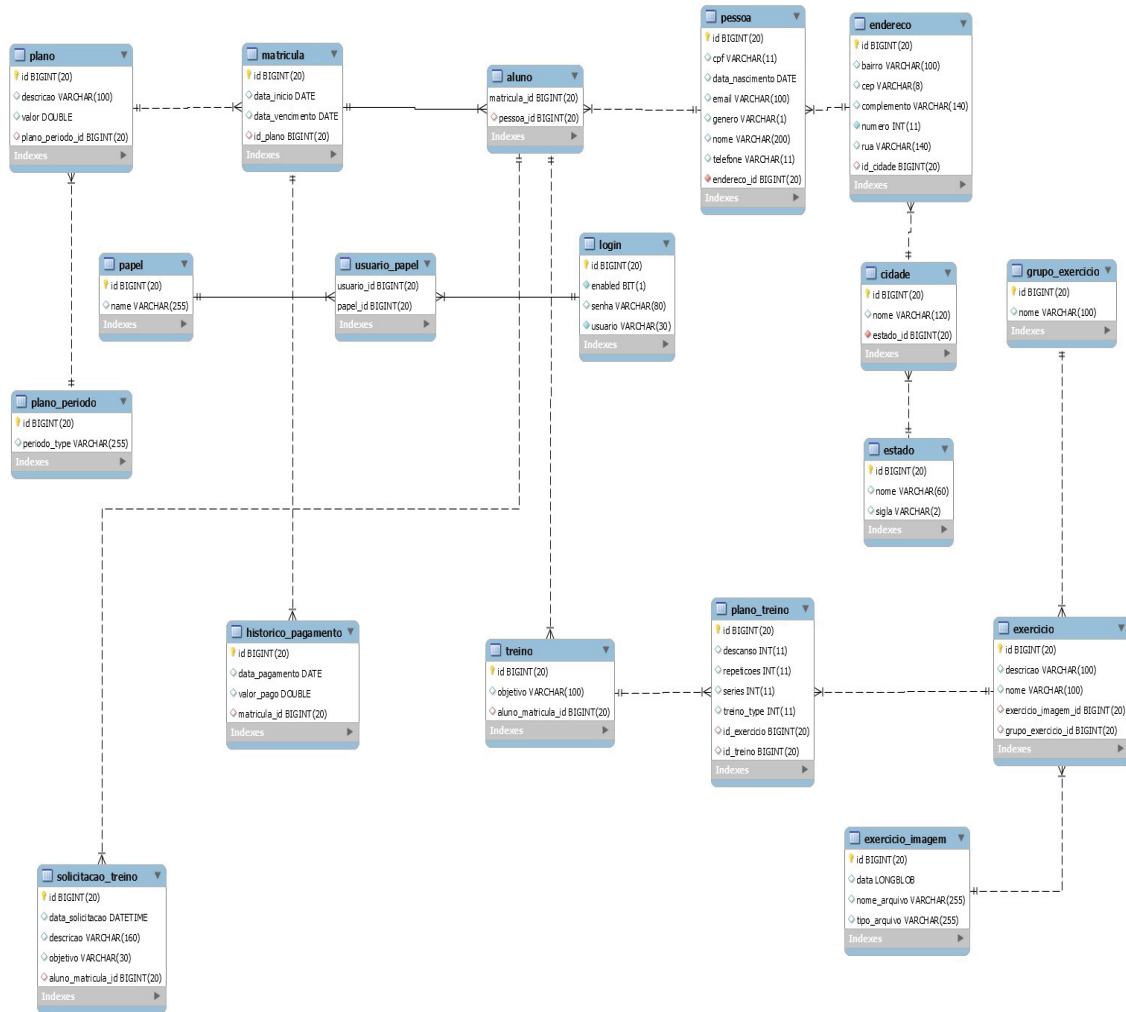 plano
id BIGINT(20)
descricao VARCHAR(100)
valor DOUBLE
plano_periodo_id BIGINT(20)
Indexes
matricula
id BIGINT(20)
data_inicio DATE
data_vencimento DATE
id_plano BIGINT(20)
Indexes
aluno
matricula_id BIGINT(20)
pessoa_id BIGINT(20)
Indexes
pessoa
id BIGINT(20)
cpf VARCHAR(11)
data_nascimento DATE
email VARCHAR(100)
genero VARCHAR(1)
nome VARCHAR(200)
telefone VARCHAR(11)
endereco_id BIGINT(20)
Indexes
endereco
id BIGINT(20)
bairro VARCHAR(100)
cep VARCHAR(8)
complemento VARCHAR(140)
numero INT(11)
rua VARCHAR(140)
id_cidade BIGINT(20)
Indexes
papel
id BIGINT(20)
name VARCHAR(255)
Indexes
usuario_papel
usuario_id BIGINT(20)
papel_id BIGINT(20)
Indexes
login
id BIGINT(20)
enabled BIT(1)
senha VARCHAR(80)
usuario VARCHAR(30)
Indexes
cidade
id BIGINT(20)
nome VARCHAR(120)
estado_id BIGINT(20)
Indexes
grupo_exercicio
id BIGINT(20)
nome VARCHAR(100)
Indexes
plano_periodo
id BIGINT(20)
periodo_type VARCHAR(255)
Indexes
estado
id BIGINT(20)
nome VARCHAR(60)
sigla VARCHAR(2)
Indexes
historico_pagamento
id BIGINT(20)
data_pagamento DATE
valor_pago DOUBLE
matricula_id BIGINT(20)
Indexes
treino
id BIGINT(20)
objetivo VARCHAR(100)
aluno_matricula_id BIGINT(20)
Indexes
plano_treino
id BIGINT(20)
descanso INT(11)
repeticoes INT(11)
series INT(11)
treino_type INT(11)
id_exercicio BIGINT(20)
id_treino BIGINT(20)
Indexes
exercicio
id BIGINT(20)
descricao VARCHAR(100)
nome VARCHAR(100)
exercicio_imagem_id BIGINT(20)
grupo_exercicio_id BIGINT(20)
Indexes
exercicio_imagem
id BIGINT(20)
data LONGBLOB
nome_arquivo VARCHAR(255)
tipo_arquivo VARCHAR(255)
Indexes
solicitacao_treino
id BIGINT(20)
data_solicitacao DATETIME
descricao VARCHAR(160)
objetivo VARCHAR(30)
aluno_matricula_id BIGINT(20)
Indexes